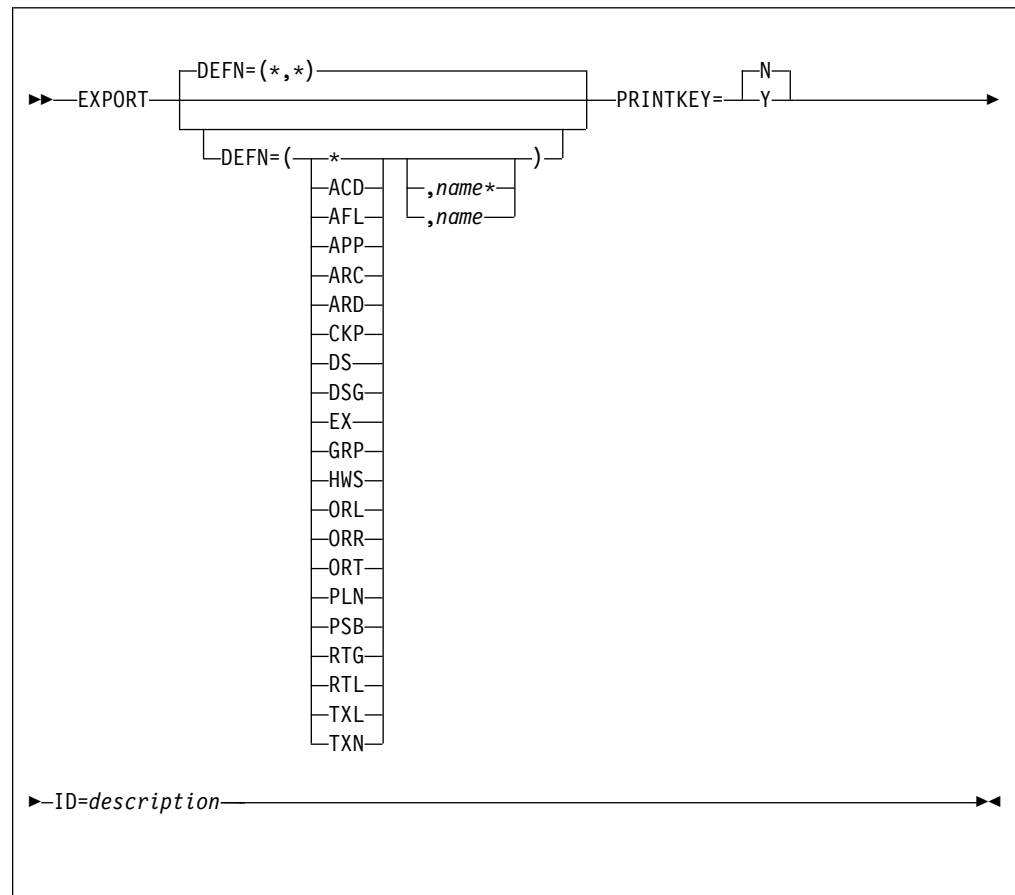 DEFN=(*,*)
N
EXPORT PRINTKEY= Y
DEFN=( * )
ACD ,name*
AFL ,name
APP
ARC
ARD
CKP
DS
DSG
EX
GRP
HWS
ORL
ORR
ORT
PLN
PSB
RTG
RTL
TXL
TXN
ID=description